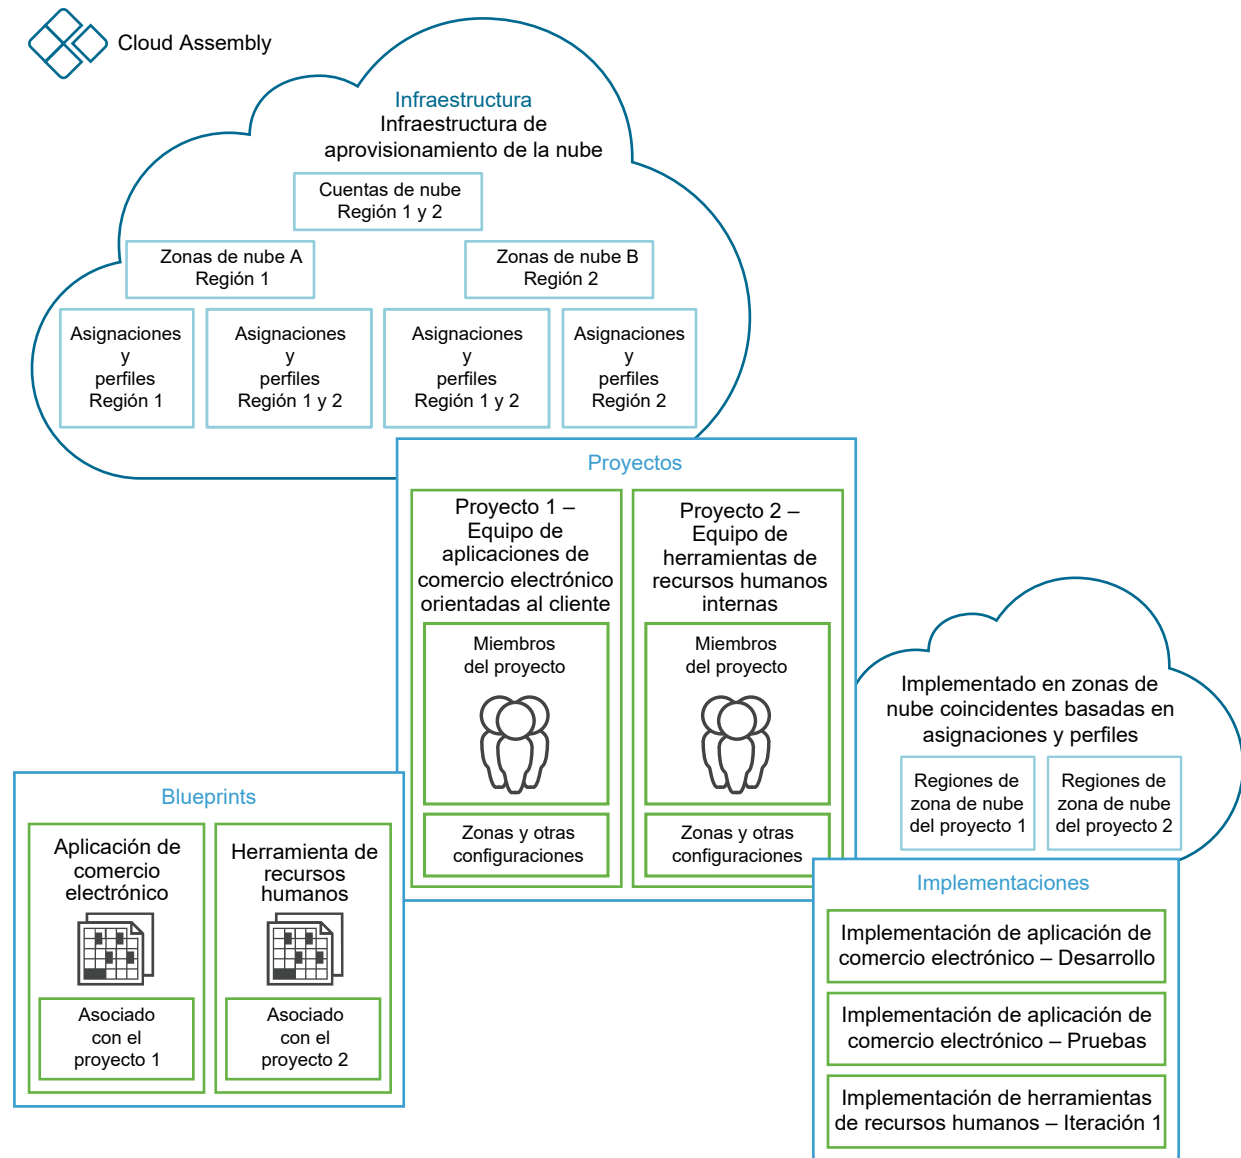 Cloud Assembly
Infraestructura
Infraestructura de
aprovisionamiento de la nube
Cuentas de nube
Región 1 y 2
Zonas de nube A
Región 1
Zonas de nube B
Región 2
Asignaciones
y
perfiles
Región 1
Asignaciones
y
perfiles
Región 1 y 2
Asignaciones
y
perfiles
Región 1 y 2
Asignaciones
y
perfiles
Región 2
Proyectos
Proyecto 1 –
Equipo de
aplicaciones de
comercio electrónico
orientadas al cliente
Miembros
del proyecto
Zonas y otras
configuraciones
Proyecto 2 –
Equipo de
herramientas de
recursos humanos
internas
Miembros
del proyecto
Zonas y otras
configuraciones
Blueprints
Aplicación de
comercio
electrónico
Asociado
con el
proyecto 1
Herramienta de
recursos
humanos
Asociado
con el
proyecto 2
Implementado en zonas de
nube coincidentes basadas en
asignaciones y perfiles
Regiones de
zona de nube
del proyecto 1
Regiones de
zona de nube
del proyecto 2
Implementaciones
Implementación de aplicación de
comercio electrónico – Desarrollo
Implementación de aplicación de
comercio electrónico – Pruebas
Implementación de herramientas
de recursos humanos – Iteración 1